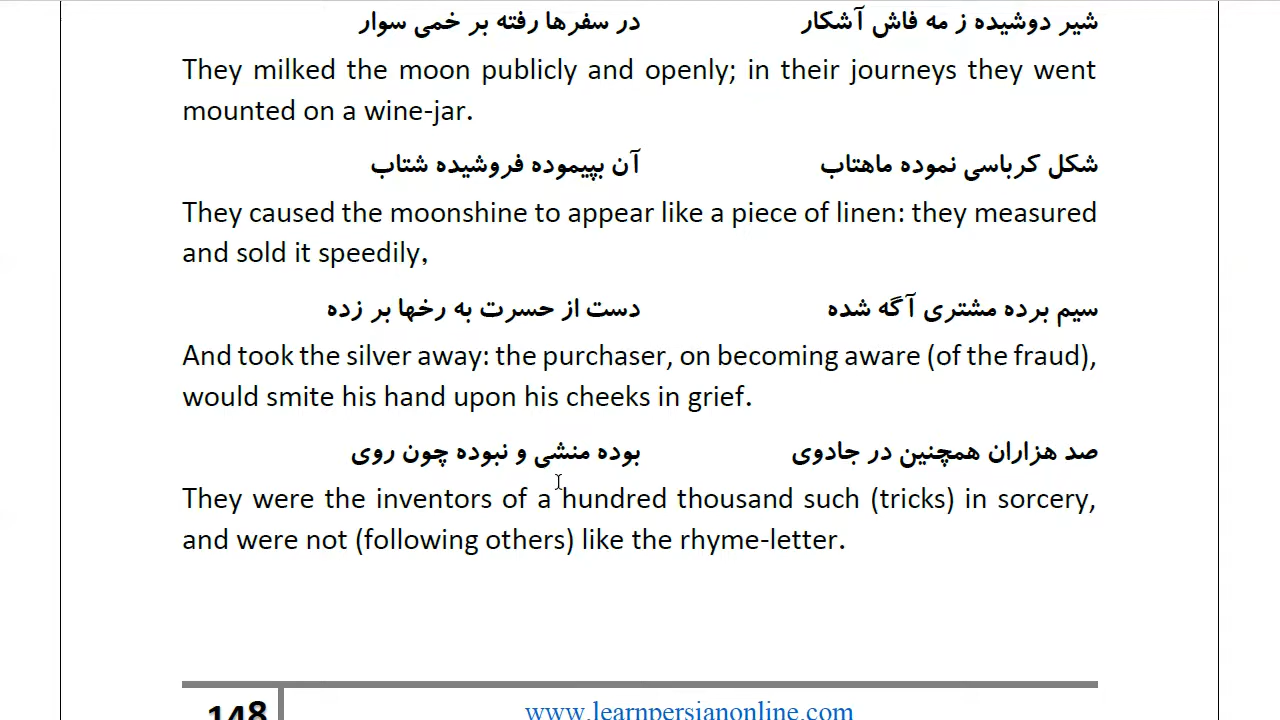 شیر دوشیده ز مه فاش آشکار در سفرها رفته بر خمی سوار
They milked the moon publicly and openly; in their journeys they went
mounted on a wine-jar.
شکل کرباسی نموده ماهتاب آن بپیموده فروشیده شتاب
They caused the moonshine to appear like a piece of linen: they measured
and sold it speedily,
سیم برده مشتری آگه شده دست از حسرت به رخها بر زده
And took the silver away: the purchaser, on becoming aware (of the fraud),
would smite his hand upon his cheeks in grief.
صد هزاران همچنین در جادوی بوده منشی و نبوده چون روی
They were the inventors of a hundred thousand such (tricks) in sorcery,
and were not (following others) like the rhyme-letter.
148 www.learnpersianonline.com